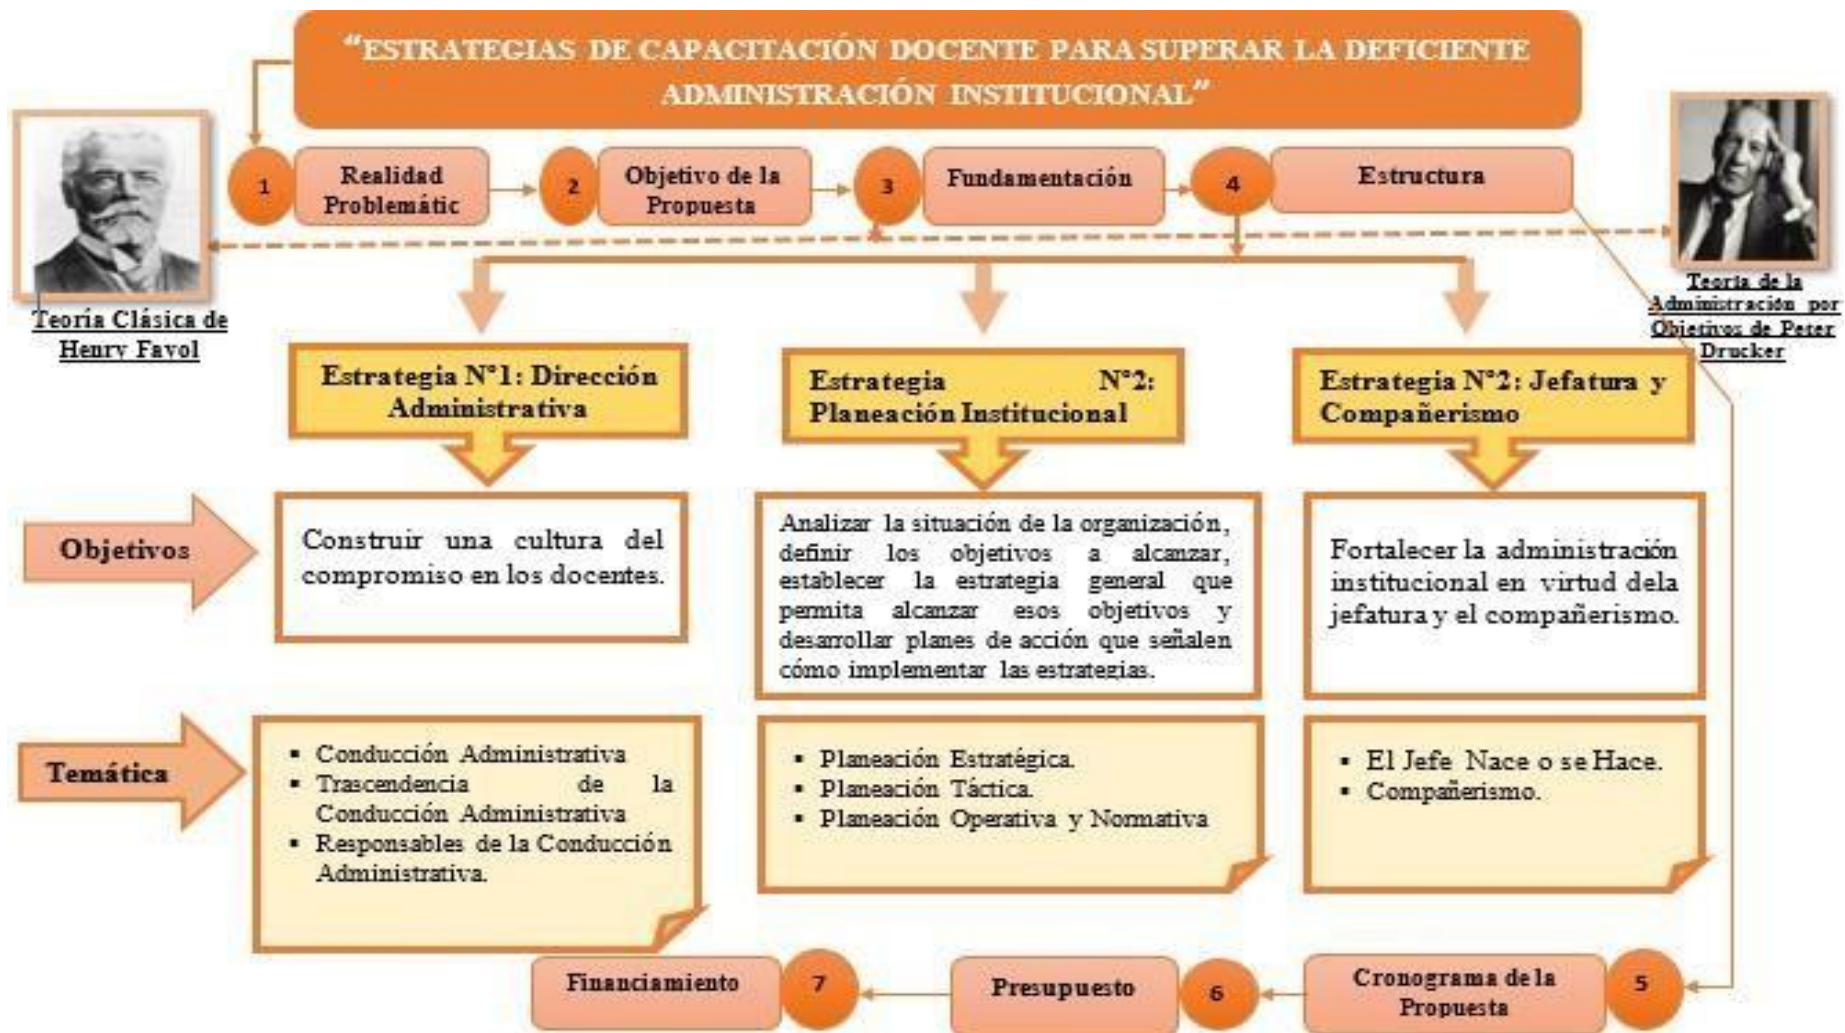 “ESTRATEGIAS DE CAPACITACIÓN DOCENTE PARA SUPERAR LA DEFICIENTE
ADMINISTRACIÓN INSTITUCIONAL”
1
Realidad
Problemátic
2
Objetivo de la
Propuesta
3
Fundamentación
4
Estructura
Teoría Clásica de
Henry Fayol
Teoría de la
Administración por
Objetivos de Peter
Drucker
Estrategia N°1: Dirección
Administrativa
Estrategia N°2:
Planeación Institucional
Estrategia N°2: Jefatura y
Compañerismo
Objetivos
Construir una cultura del
compromiso en los docentes.
Analizar la situación de la organización,
definir los objetivos a alcanzar,
establecer la estrategia general que
permita alcanzar esos objetivos y
desarrollar planes de acción que señalen
cómo implementar las estrategias.
Fortalecer la administración
institucional en virtud dela
jefatura y el compañerismo.
Temática
▪ Conducción Administrativa
▪ Trascendencia de la
Conducción Administrativa
▪ Responsables de la Conducción
Administrativa.
▪ Planeación Estratégica.
▪ Planeación Táctica.
▪ Planeación Operativa y Normativa
▪ El Jefe Nace o se Hace.
▪ Compañerismo.
Financiamiento
7
Presupuesto
6
Cronograma de la
Propuesta
5